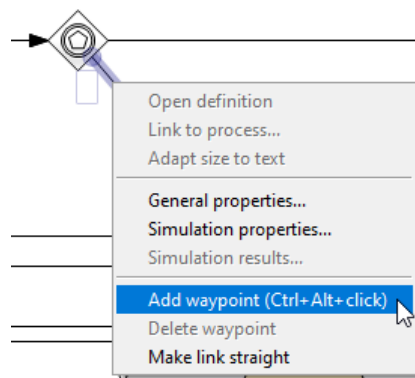 Open definition
Link to process...
Adapt size to text
General properties...
Simulation properties...
Simulation results...
Add waypoint (Ctrl+Alt+click)
Delete waypoint
Make link straight